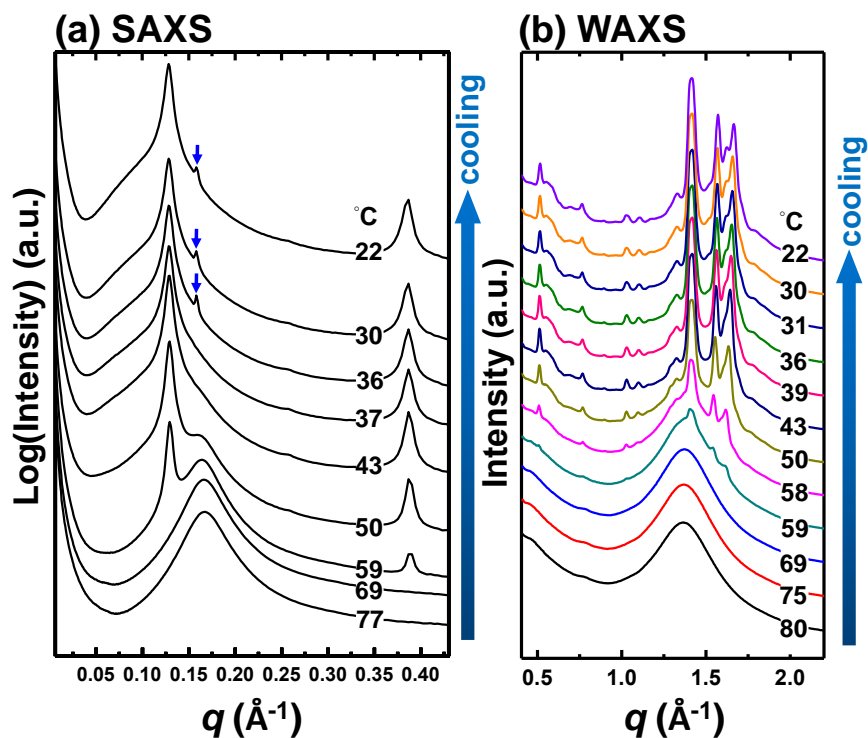 (a) SAXS
Log(Intensity) (a.u.)
°C
22
30
36
37
43
50
59
69
77
0.05 0.10 0.15 0.20 0.25 0.30 0.35 0.40
q (Å-1)
cooling
(b) WAXS
Intensity (a.u.)
°C
22
30
31
36
39
43
50
58
59
69
75
80
0.5 1.0 1.5 2.0
q (Å-1)
cooling